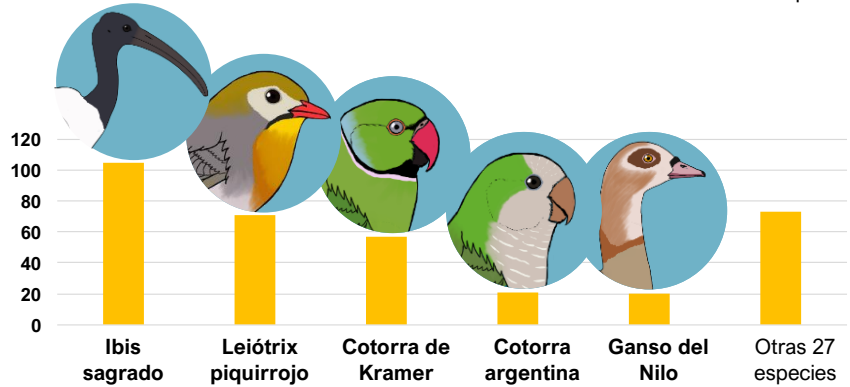 120
100
80
60
40
20
0
Ibis
sagrado
Leiótrix
piquirrojo
Cotorra de
Kramer
Cotorra
argentina
Ganso del
Nilo
Otras 27
especies